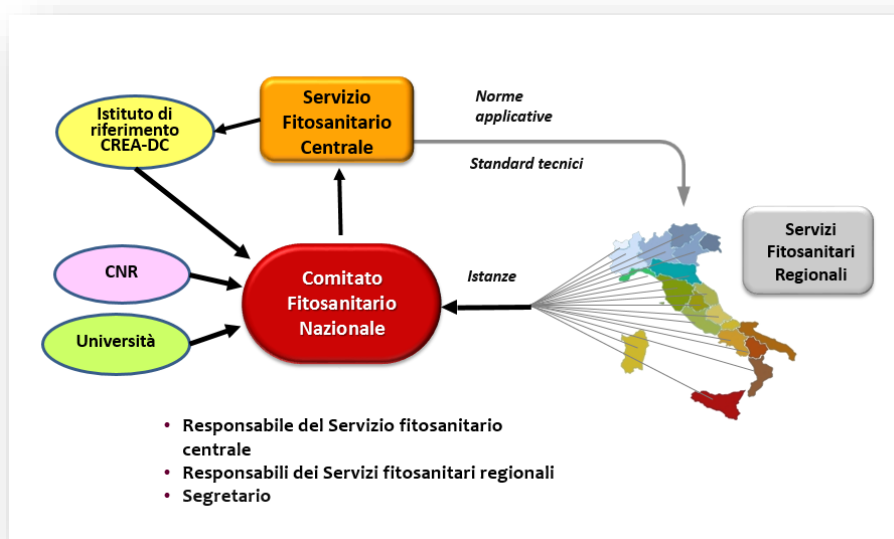 Istituto di
riferimento
CREA-DC
Servizio
Fitosanitario
Centrale
Norme
applicative
Standard tecnici
Servizi
Fitosanitari
Regionali
CNR
Università
Comitato
Fitosanitario
Nazionale
Istanze
• Responsabile del Servizio fitosanitario
centrale
• Responsabili dei Servizi fitosanitari regionali
• Segretario